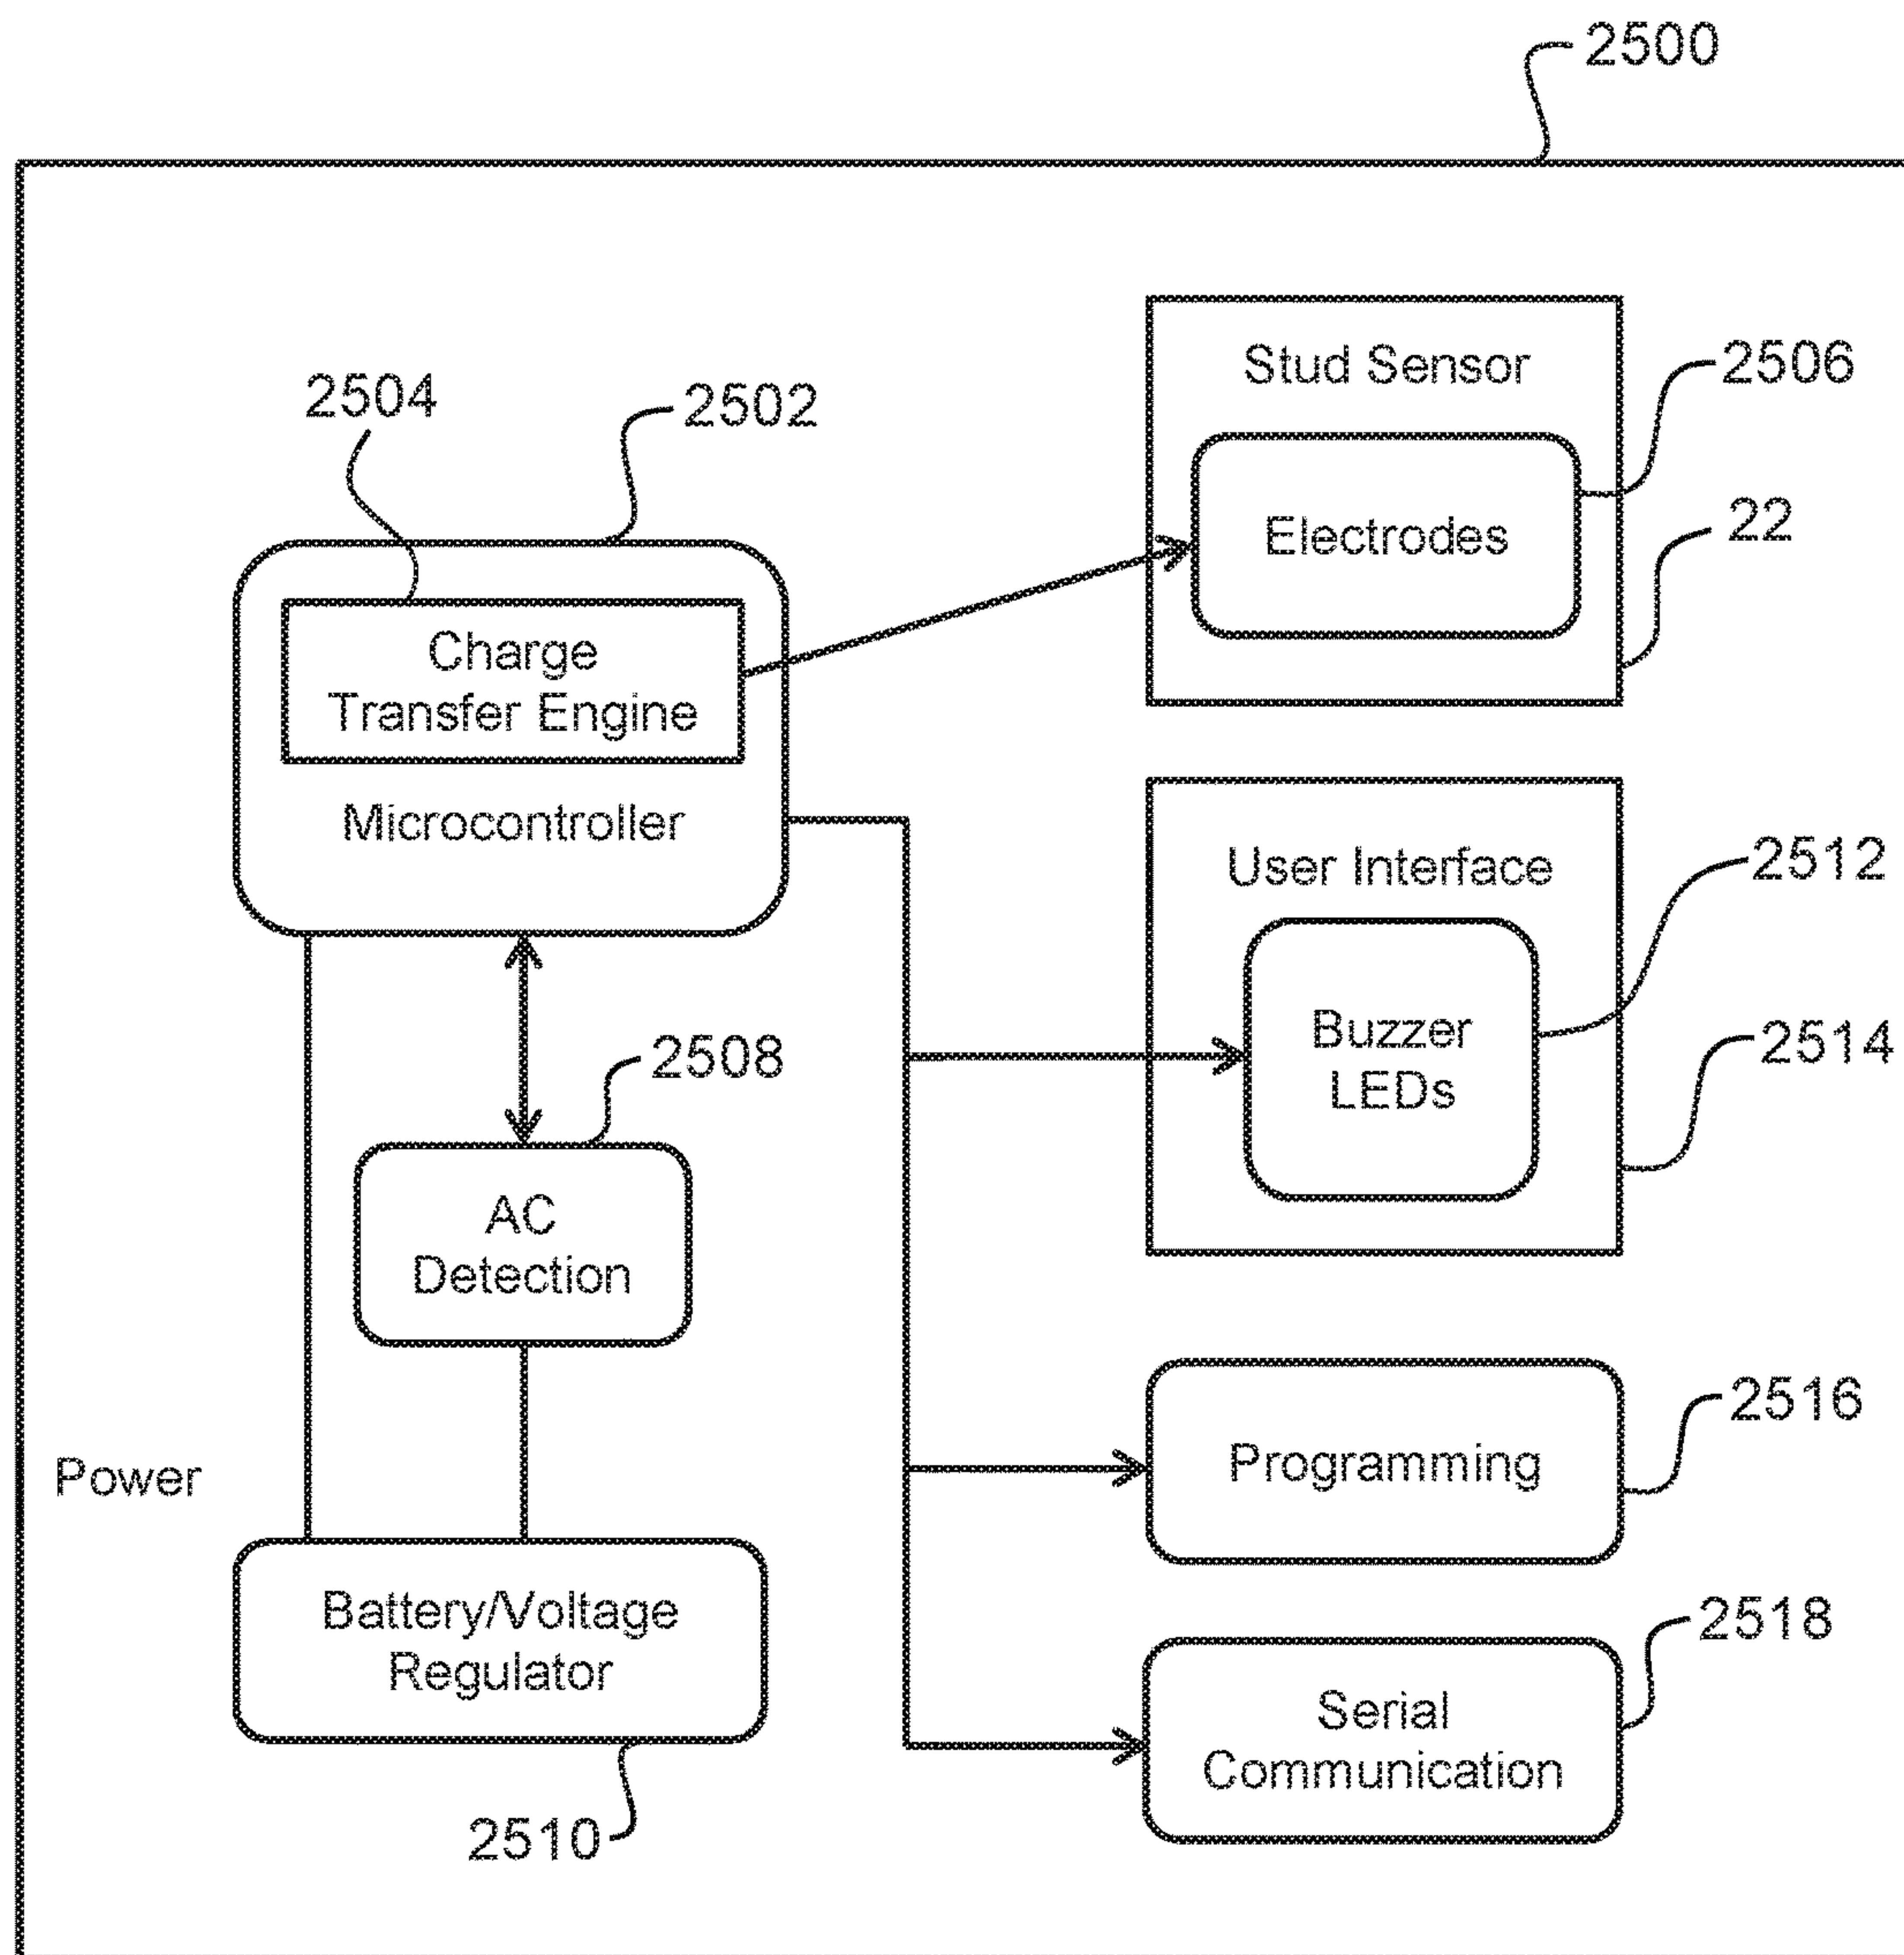 2500
Stud Sensor
2506
2504
2502
22
Electrodes
Charge
Transfer Engine
Microcontroller
User Interface
2512
Buzzer
LEDs
2514
2508
AC
Detection
2516
Programming
Power
Battery/Voltage
Regulator
2518
Serial
Communication
2510